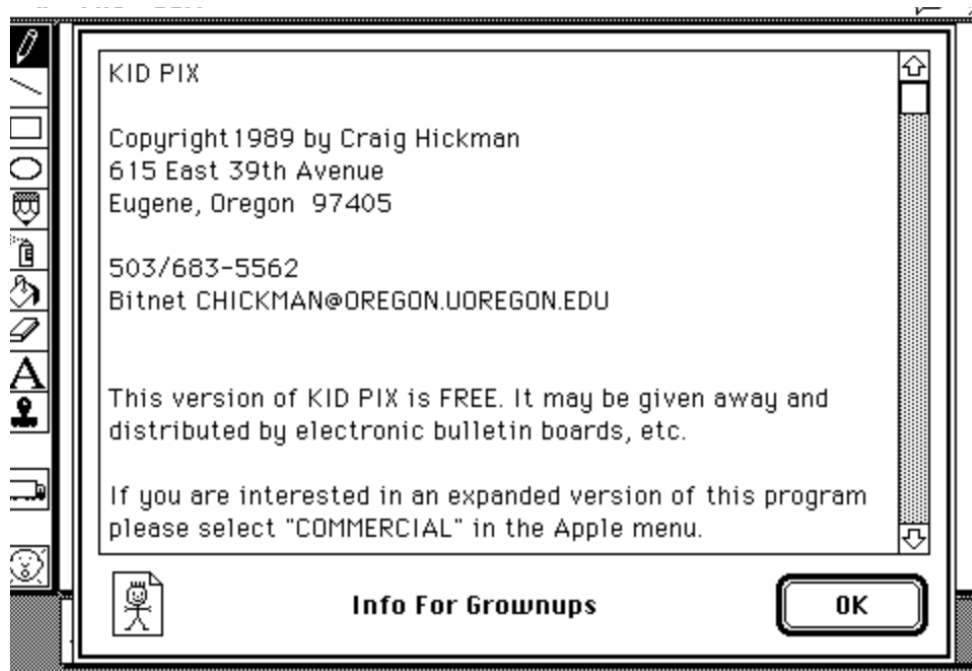 KID PIX
Copyright 1989 by Craig Hickman
615 East 39th Avenue
Eugene, Oregon 97405
503/683-5562
Bitnet CHICKMAN@OREGON.UOREGON.EDU
This version of KID PIX is FREE. It may be given away and
distributed by electronic bulletin boards, etc.
If you are interested in an expanded version of this program
please select "COMMERCIAL" in the Apple menu.
A
Info For Grownups
OK